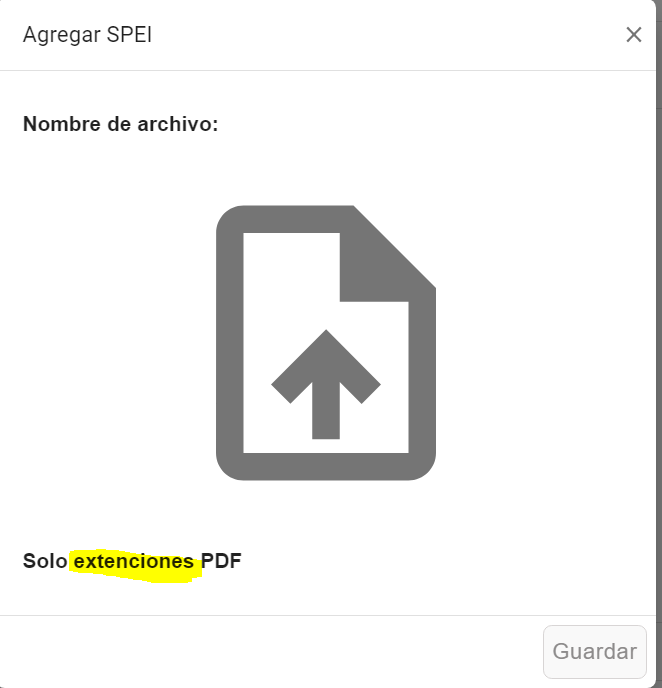 Agregar SPEI
Nombre de archivo:
Solo extenciones PDF
Guardar